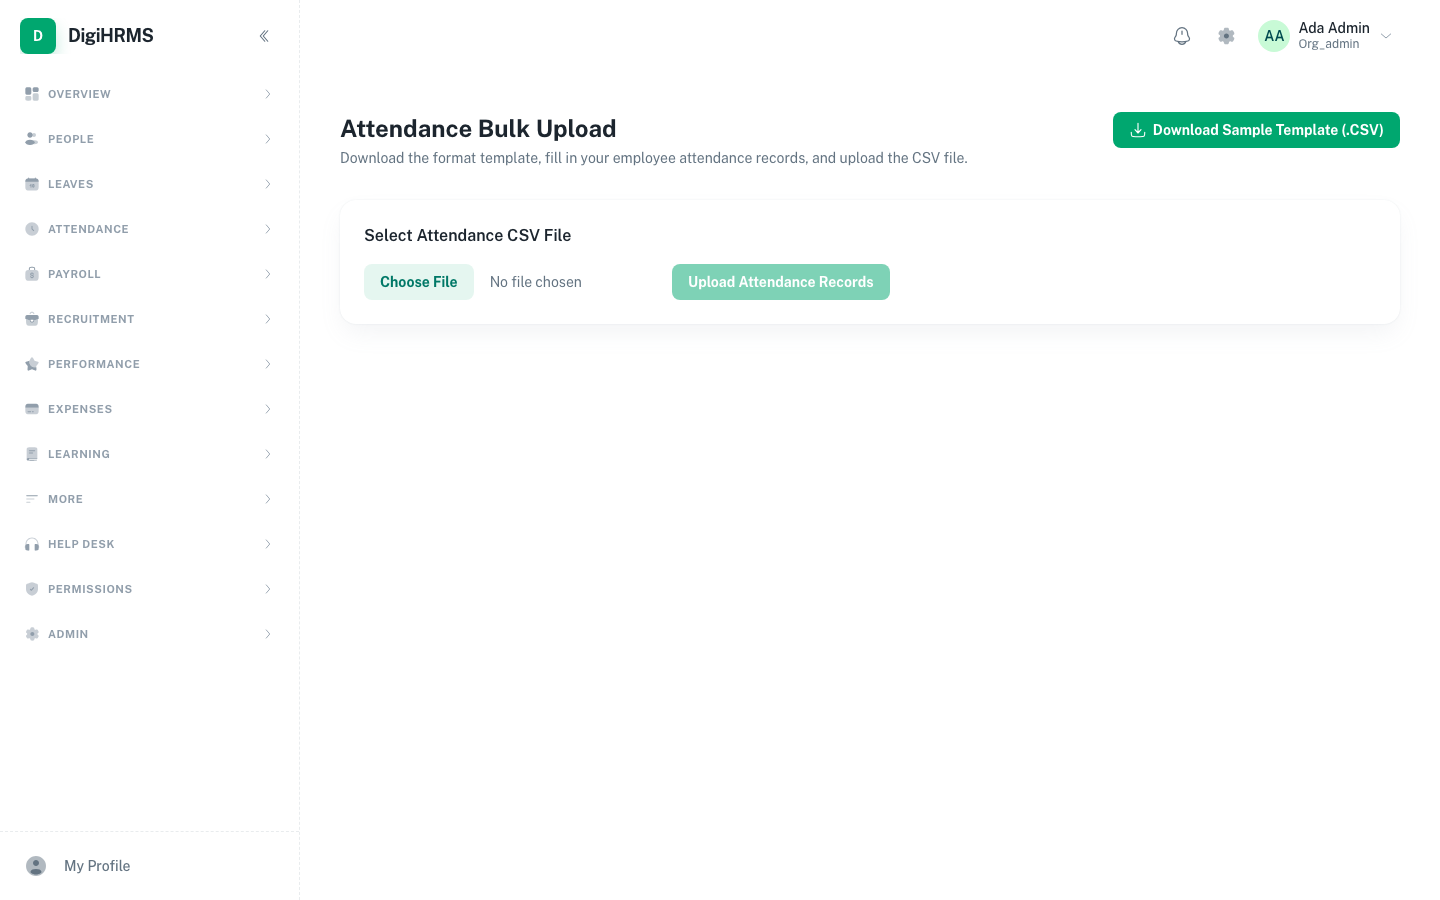 D DigiHRMS
OVERVIEW
PEOPLE
LEAVES
ATTENDANCE
PAYROLL
RECRUITMENT
PERFORMANCE
EXPENSES
LEARNING
MORE
HELP DESK
PERMISSIONS
ADMIN
My Profile
AA Ada Admin
Org_admin
Attendance Bulk Upload
Download the format template, fill in your employee attendance records, and upload the CSV file.
Download Sample Template (.CSV)
Select Attendance CSV File
Choose File No file chosen Upload Attendance Records